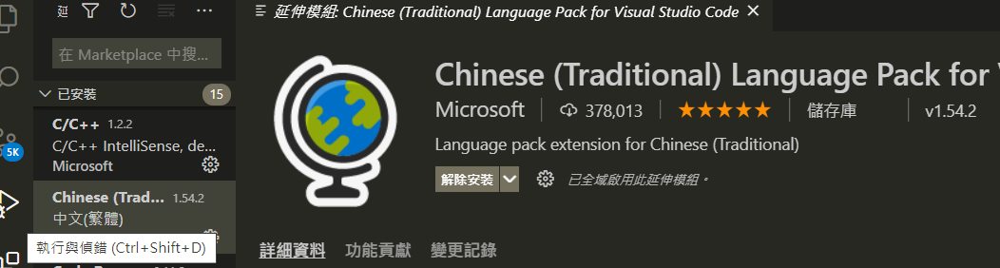 延伸模組: Chinese (Traditional) Language Pack for Visual Studio Code
在 Marketplace 中搜...
已安裝 15
C/C++ 1.2.2
C/C++ IntelliSense, de...
Microsoft
Chinese (Trad... 1.54.2
中文(繁體)
5K
執行與偵錯 (Ctrl+Shift+D)
Chinese (Traditional) Language Pack for
Microsoft 378,013 儲存庫 v1.54.2
Language pack extension for Chinese (Traditional)
解除安裝 已全域啟用此延伸模組。
詳細資料 功能貢獻 變更記錄